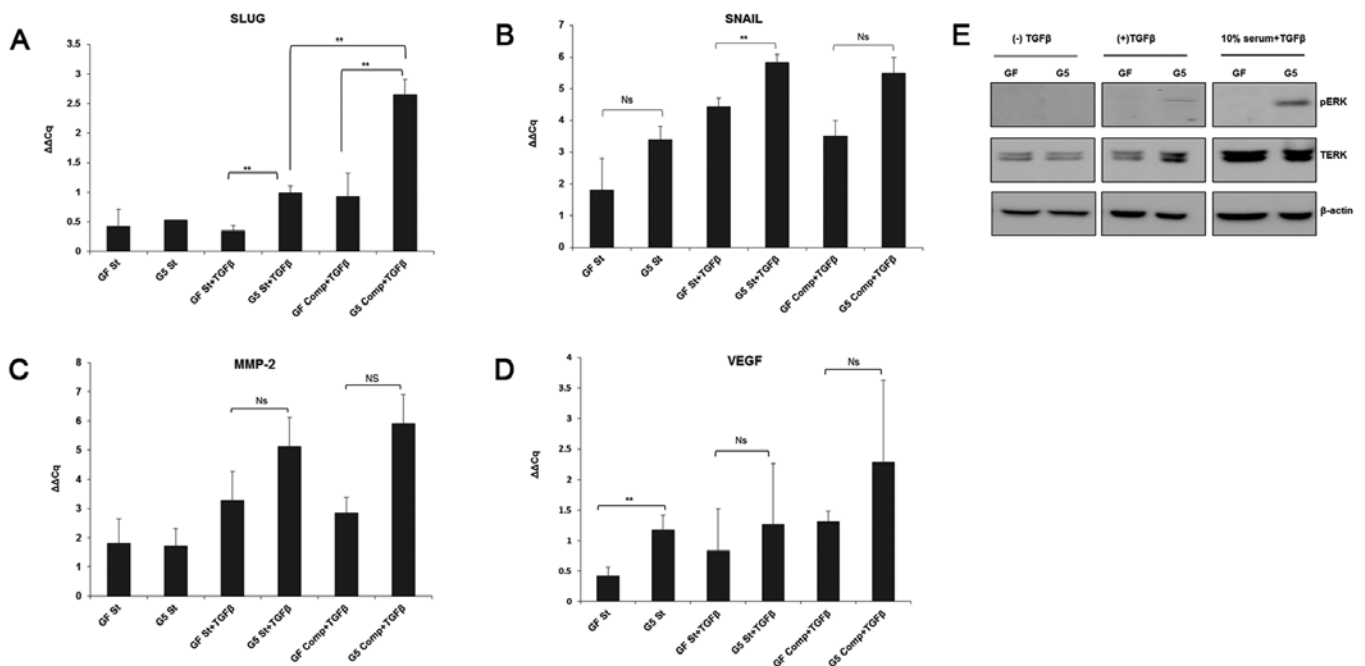 A
SLUG
ΔΔCq
3.5
3
2.5
2
1.5
1
0.5
0
**
**
**
GF St
G5 St
GF St+TGFβ
G5 St+TGFβ
GF Comp+TGFβ
G5 Comp+TGFβ
B
SNAIL
ΔΔCq
7
6
5
4
3
2
1
0
Ns
**
Ns
GF St
G5 St
GF St+TGFβ
G5 St+TGFβ
GF Comp+TGFβ
G5 Comp+TGFβ
E
(-) TGFβ (+)TGFβ 10% serum+TGFβ
GF G5 GF G5 GF G5
pERK
TERK
β-actin
C
MMP-2
ΔΔCq
8
7
6
5
4
3
2
1
0
Ns
NS
GF St
G5 St
GF St+TGFβ
G5 St+TGFβ
GF Comp+TGFβ
G5 Comp+TGFβ
D
VEGF
ΔΔCq
4
3.5
3
2.5
2
1.5
1
0.5
0
**
Ns
Ns
GF St
G5 St
GF St+TGFβ
G5 St+TGFβ
GF Comp+TGFβ
G5 Comp+TGFβ